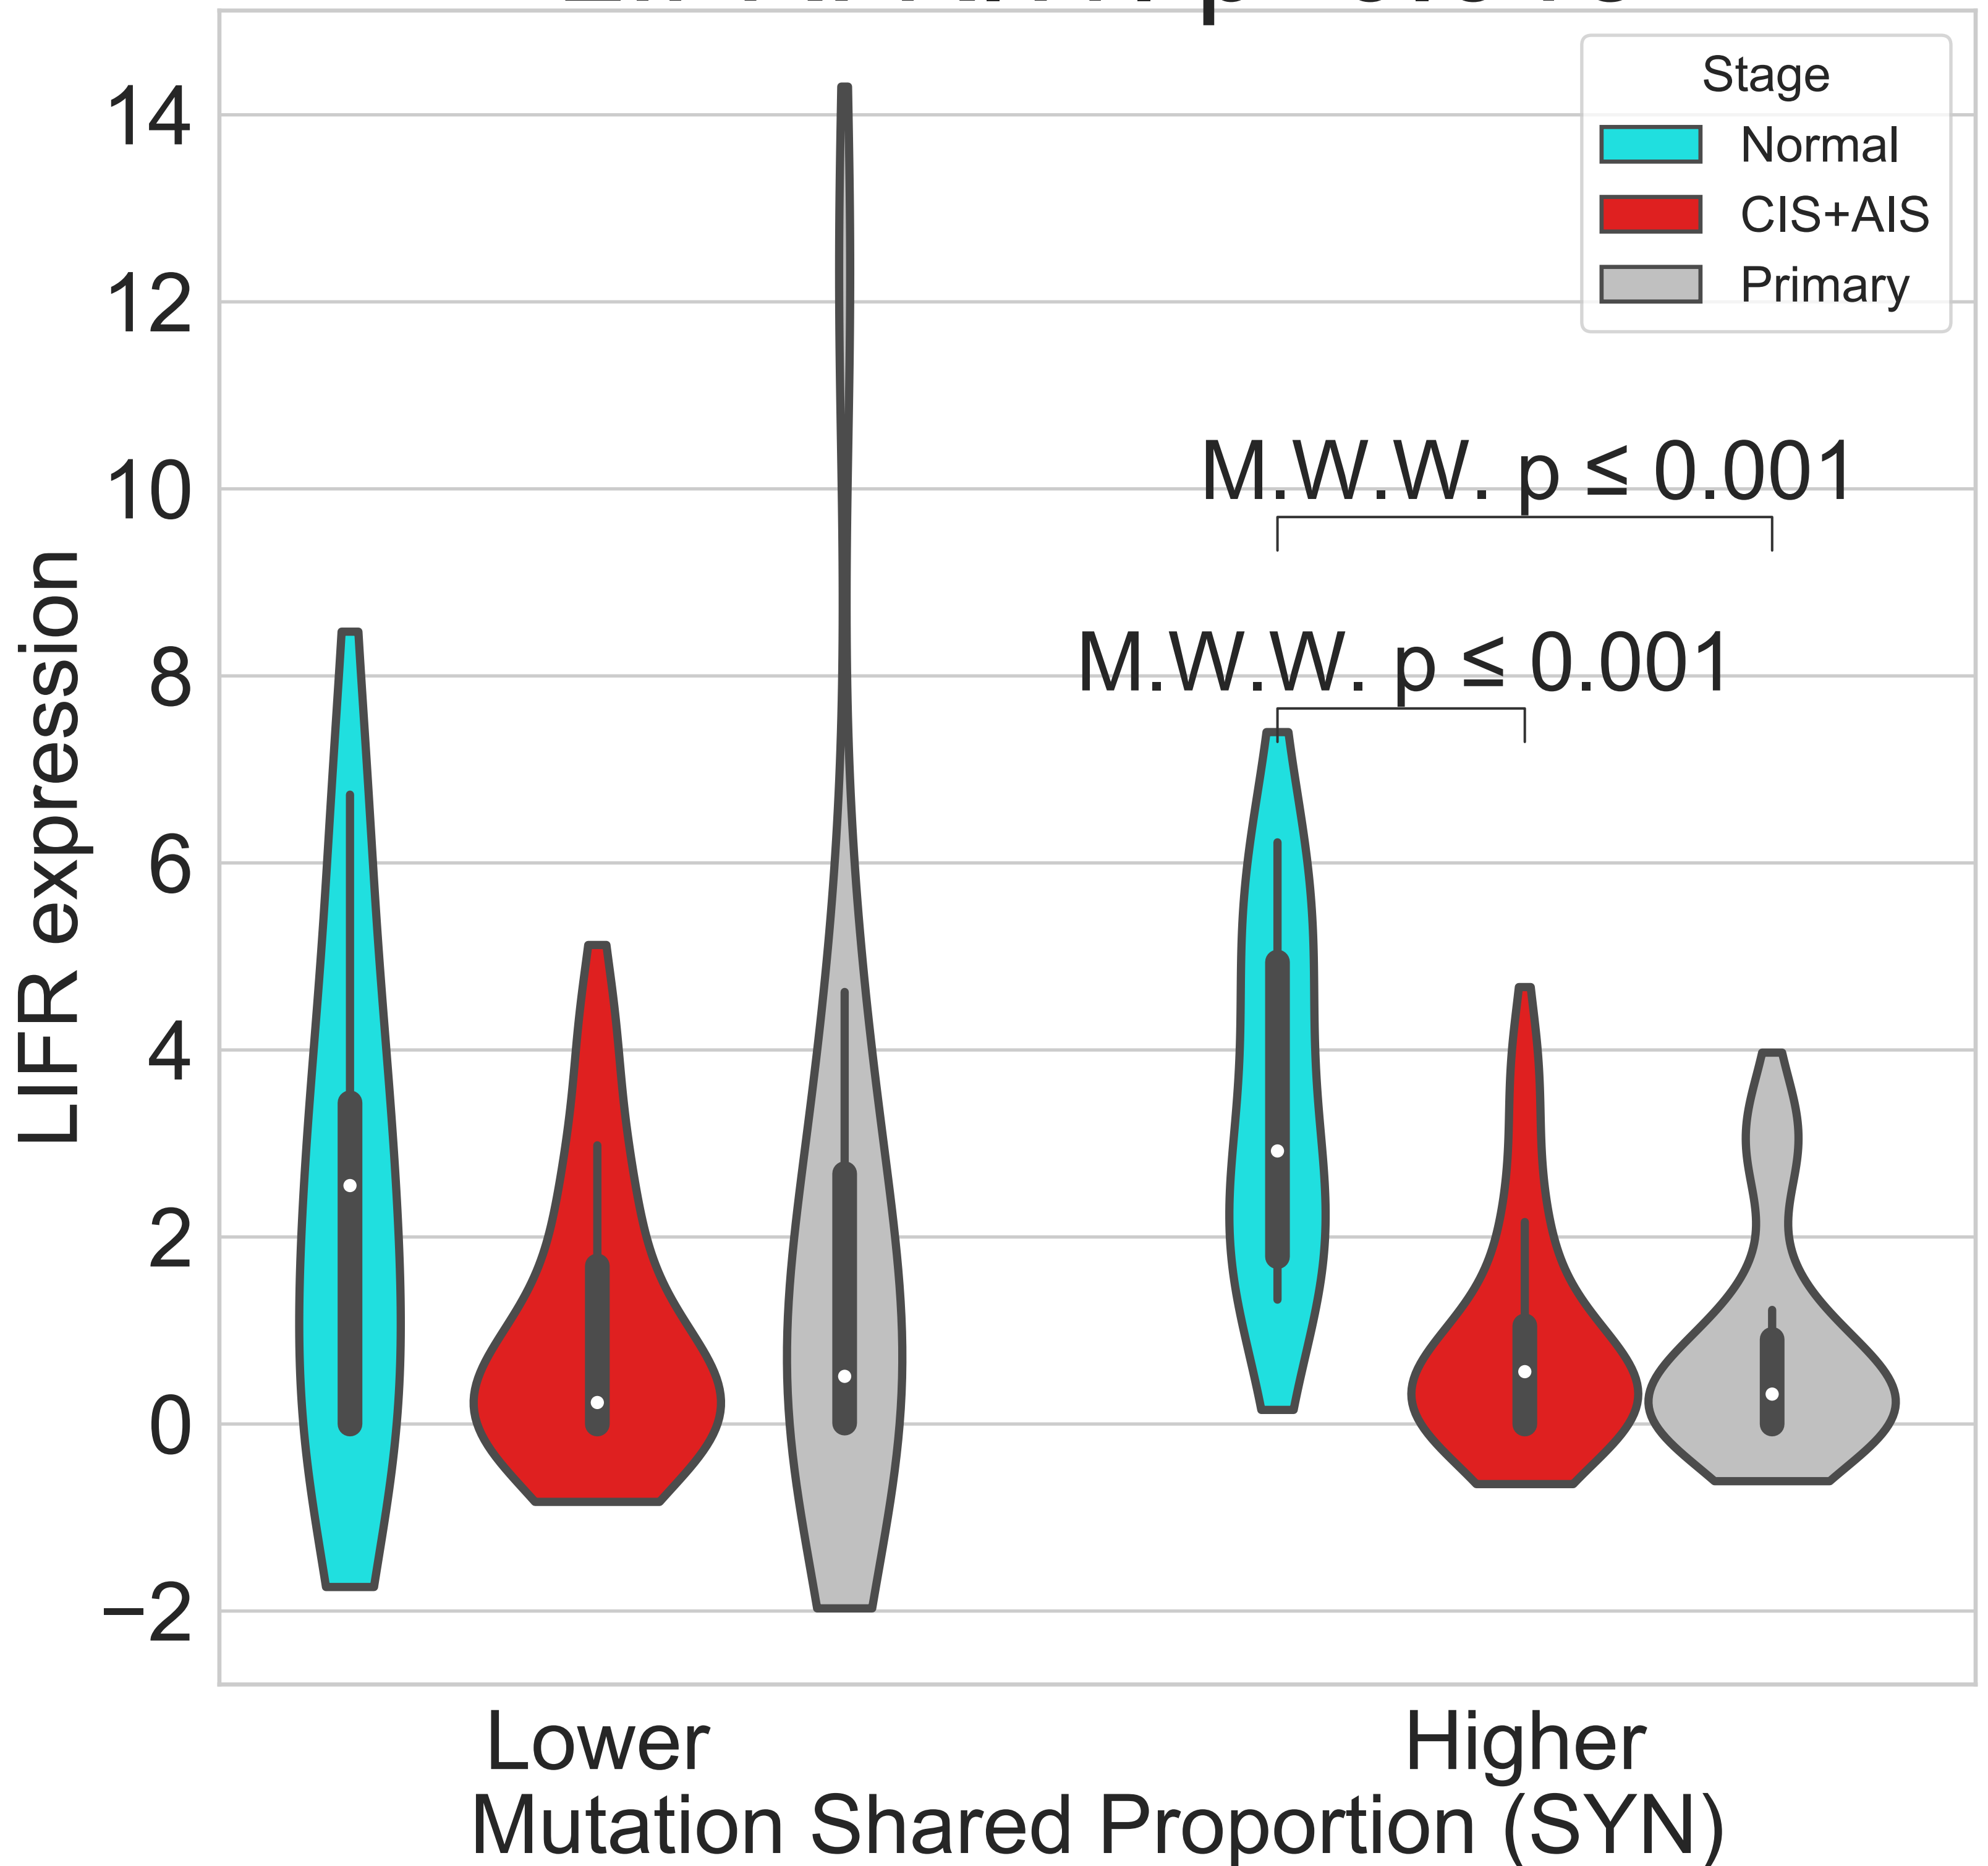 Stage
Normal
CIS+AIS
Primary
14
12
10
8
6
4
2
0
−2
LIFR expression
M.W.W. p ≤ 0.001
M.W.W. p ≤ 0.001
Lower
Higher
Mutation Shared Proportion (SYN)